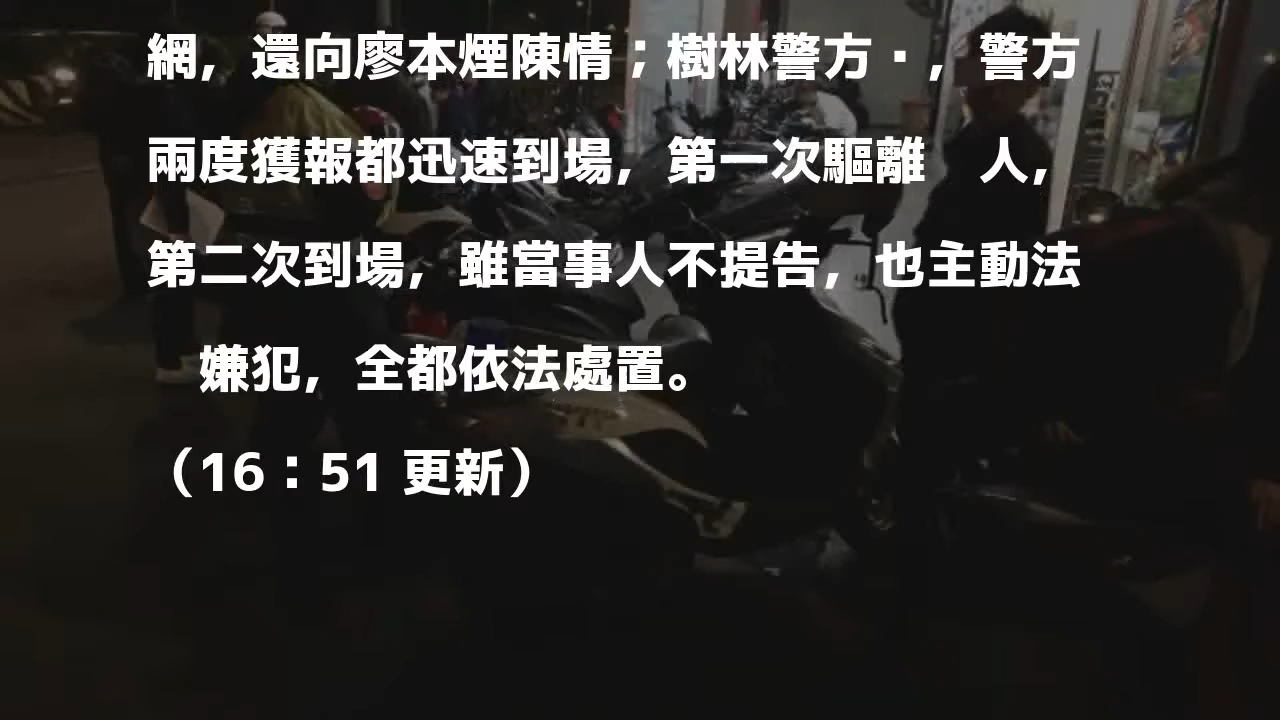 網，還向廖本煙陳情；樹林警方·，警方
兩度獲報都迅速到場，第一次驅離　人，
第二次到場，雖當事人不提告，也主動法
嫌犯，全都依法處置。
（16：51 更新）